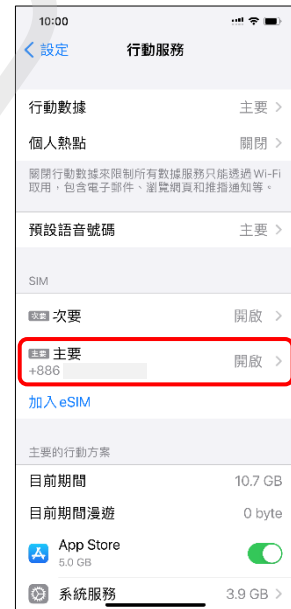 10:00
設定
行動服務
行動數據 主要
個人熱點 關閉
關閉行動數據來限制所有數據服務只能透過 Wi-Fi
取用，包含電子郵件、瀏覽網頁和推播通知等。
預設語音號碼 主要
SIM
次要 次要 開啟
主要 主要 開啟
+886
加入 eSIM
主要的行動方案
目前期間 10.7 GB
目前期間漫遊 0 byte
App Store
5.0 GB
系統服務 3.9 GB